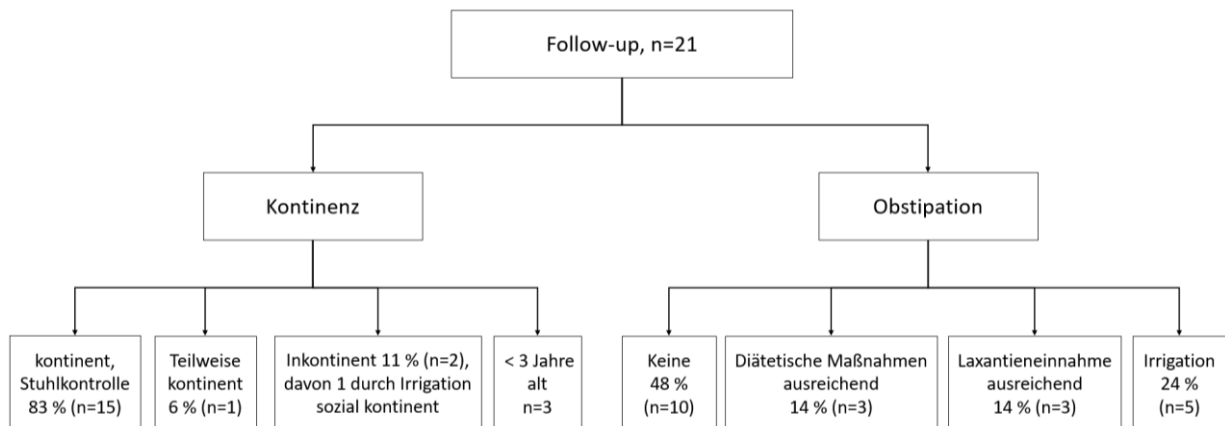 Follow-up, n=21
Kontinenz
Obstipation
kontinent,
Stuhlkontrolle
83 % (n=15)
Teilweise
kontinent
6 % (n=1)
Inkontinent 11 % (n=2),
davon 1 durch Irrigation
sozial kontinent
< 3 Jahre
alt
n=3
Keine
48 %
(n=10)
Diätetische Maßnahmen
ausreichend
14 % (n=3)
Laxantieneinnahme
ausreichend
14 % (n=3)
Irrigation
24 %
(n=5)